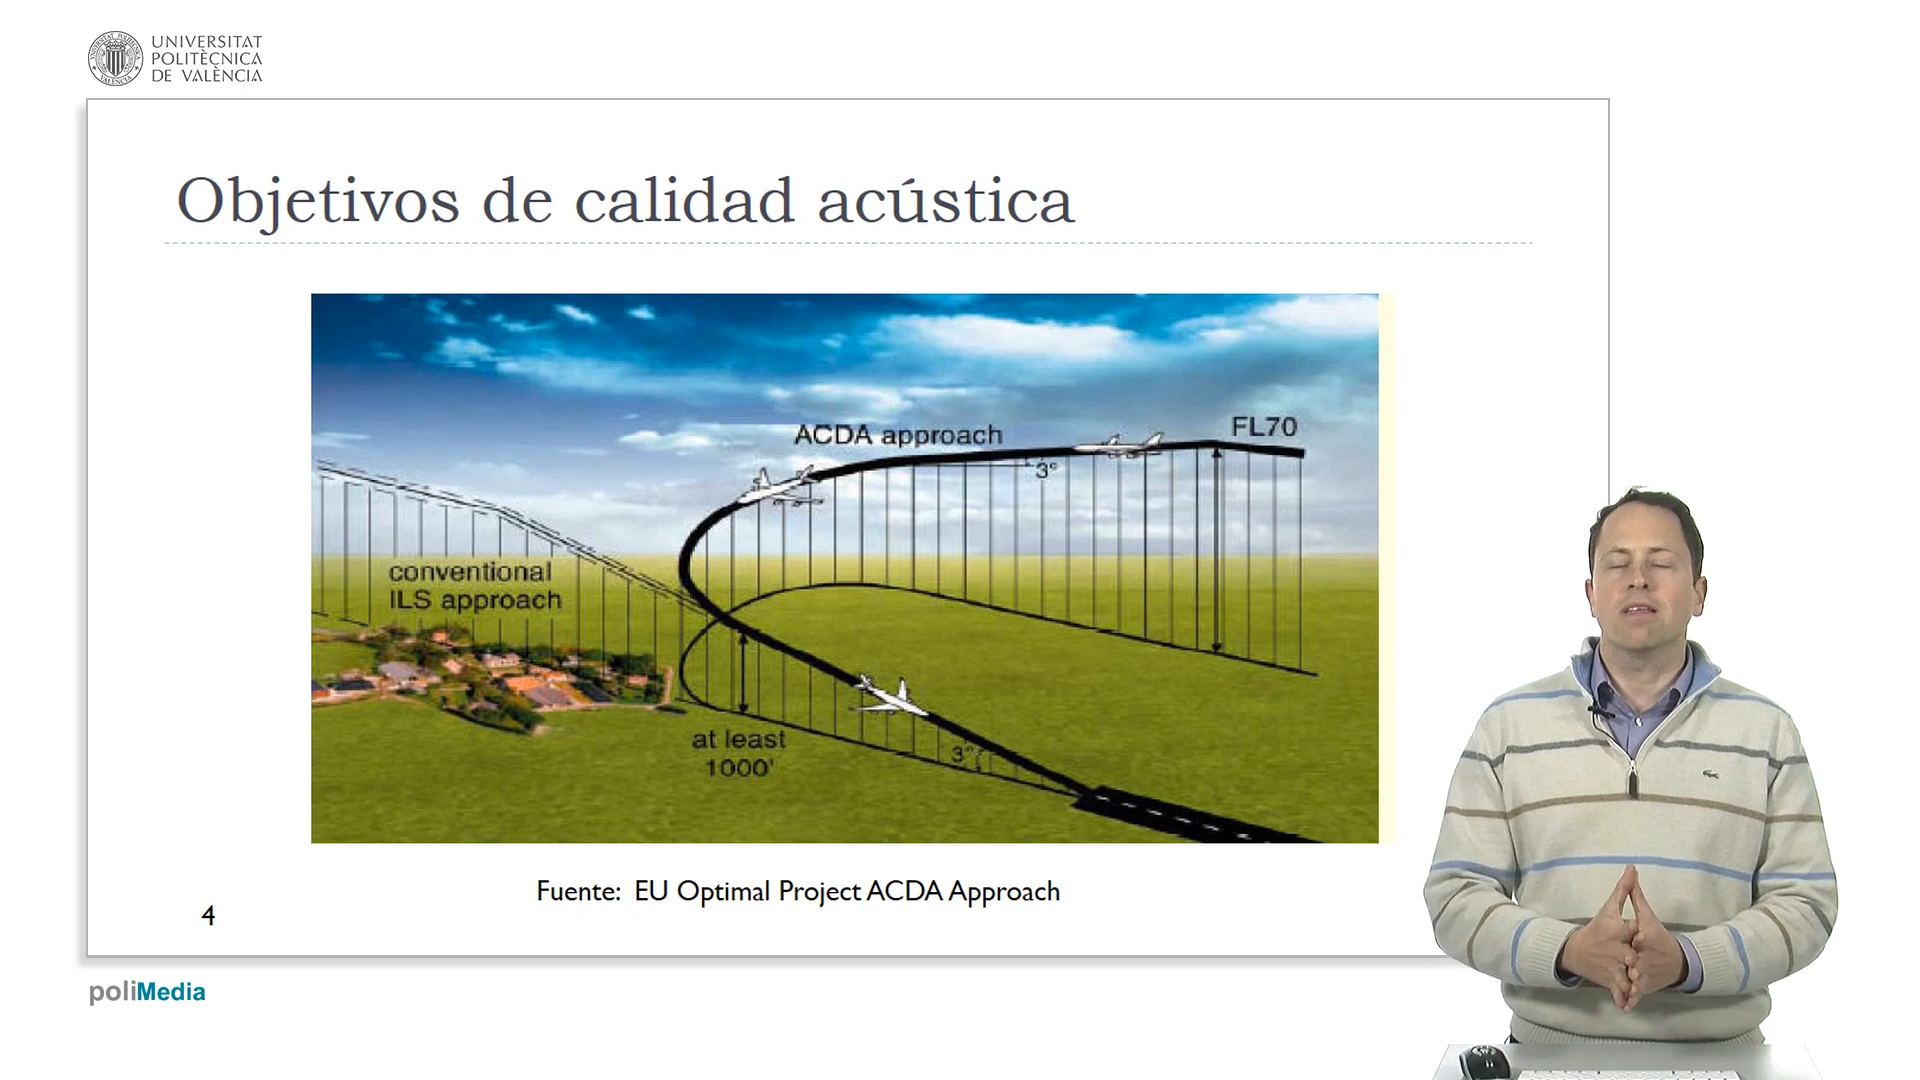 UNIVERSITAT
POLITÈCNICA
DE VALÈNCIA
Objetivos de calidad acústica
FL70
ACDA approach
3°
conventional
ILS approach
at least
1000'
3°
Fuente: EU Optimal Project ACDA Approach
4
poliMedia